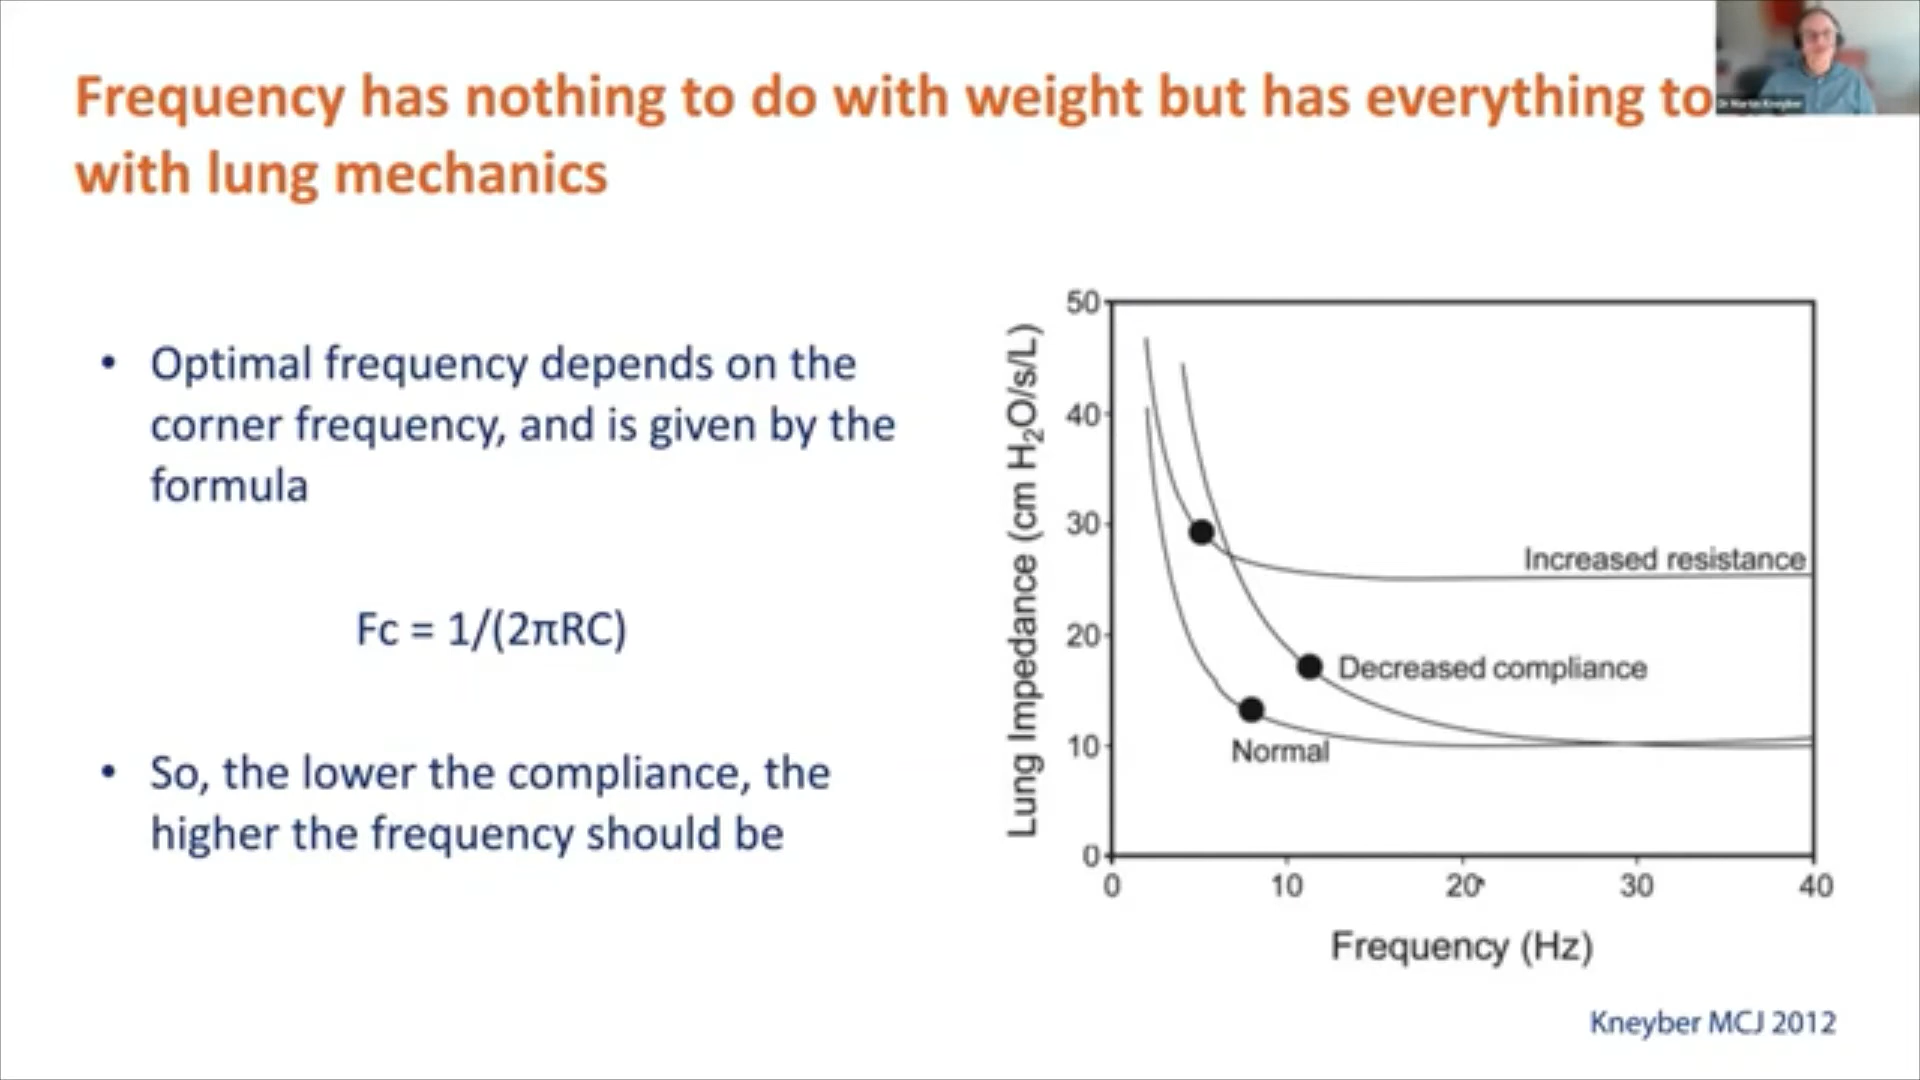 Frequency has nothing to do with weight but has everything to
with lung mechanics
Dr Martin Kneyber
• Optimal frequency depends on the
corner frequency, and is given by the
formula
Fc = 1/(2πRC)
• So, the lower the compliance, the
higher the frequency should be
Lung Impedance (cm H₂O/s/L)
50
40
30
20
10
0
Increased resistance
Decreased compliance
Normal
0 10 20 30 40
Frequency (Hz)
Kneyber MCJ 2012